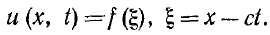 u (x, t) = f (ξ), ξ = x − ct.